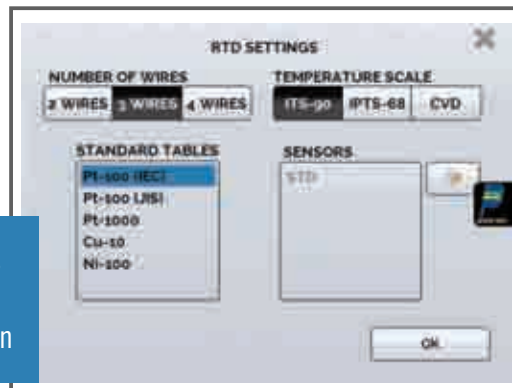 RTD SETTINGS
NUMBER OF WIRES
2 WIRES 3 WIRES 4 WIRES
TEMPERATURE SCALE
ITS-90 IPTS-68 CVD
STANDARD TABLES
Pt-100 (IEC)
Pt-100 (JIS)
Pt-1000
Cu-10
Ni-100
SENSORS
STD
OK
n